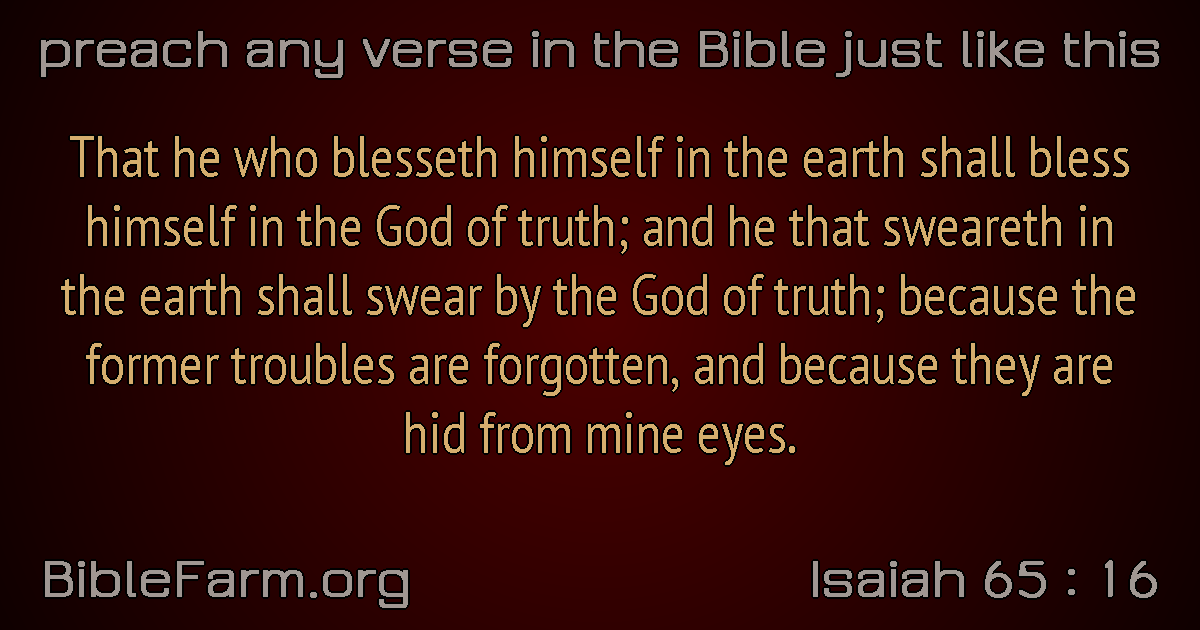 preach any verse in the Bible just like this
That he who blesseth himself in the earth shall bless
himself in the God of truth; and he that sweareth in
the earth shall swear by the God of truth; because the
former troubles are forgotten, and because they are
hid from mine eyes.
BibleFarm.org
Isaiah 65 : 16